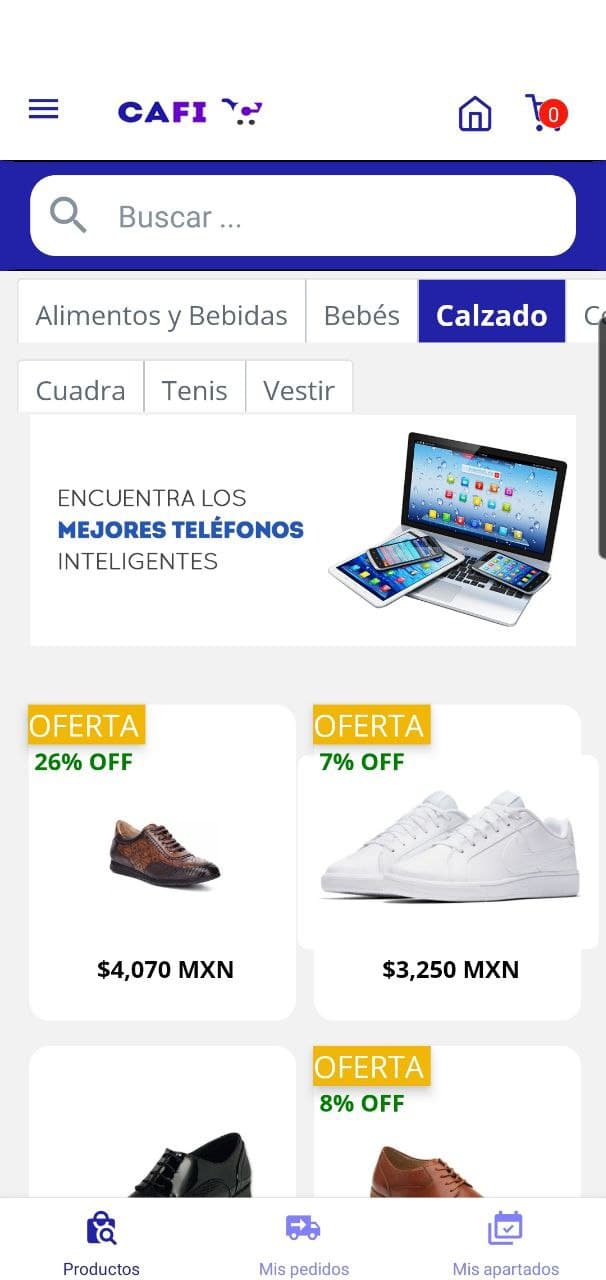 CAFI
0
Buscar ...
Alimentos y Bebidas
Bebés
Calzado
Cuadra
Tenis
Vestir
ENCUENTRA LOS
MEJORES TELÉFONOS
INTELIGENTES
OFERTA
26% OFF
$4,070 MXN
OFERTA
7% OFF
$3,250 MXN
OFERTA
8% OFF
Productos
Mis pedidos
Mis apartados